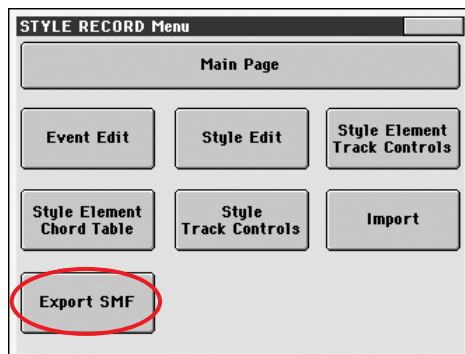 STYLE RECORD Menu
Main Page
Event Edit
Style Edit
Style Element
Track Controls
Style Element
Chord Table
Style
Track Controls
Import
Export SMF